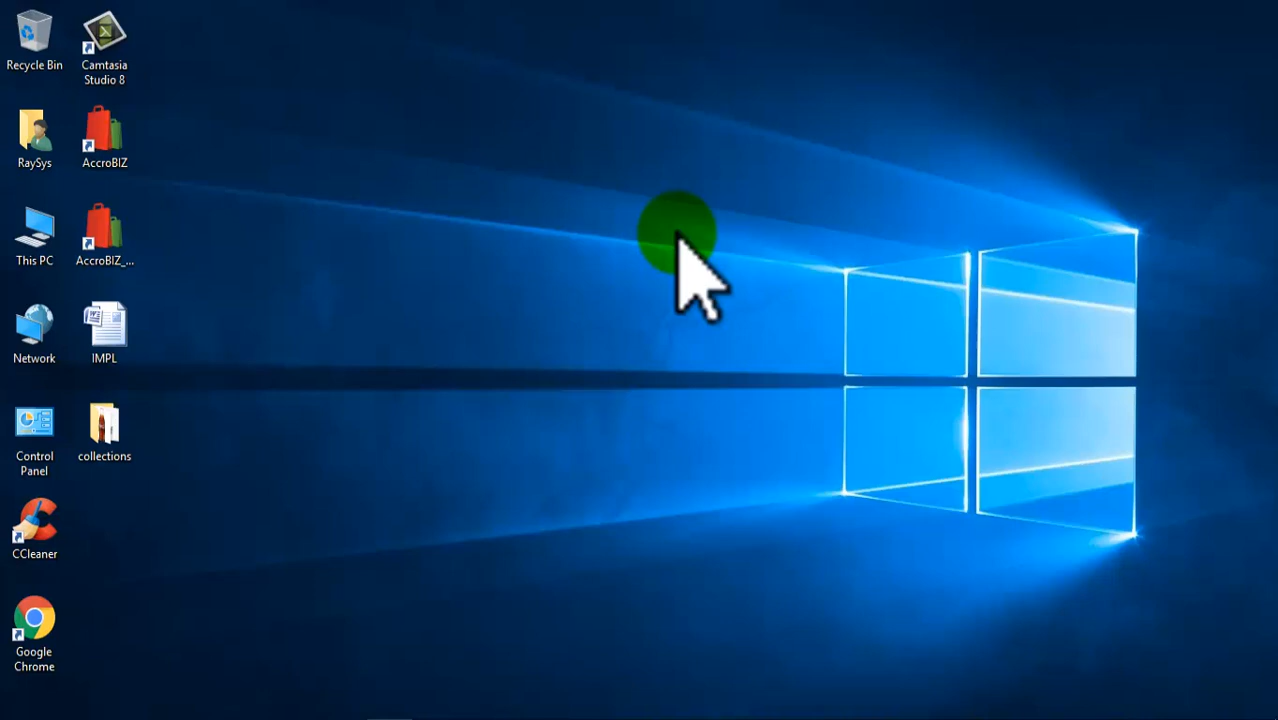 Recycle Bin
Camtasia
Studio 8
RaySys
AccroBIZ
This PC
AccroBIZ_...
Network
IMPL
Control
Panel
collections
CCleaner
Google
Chrome